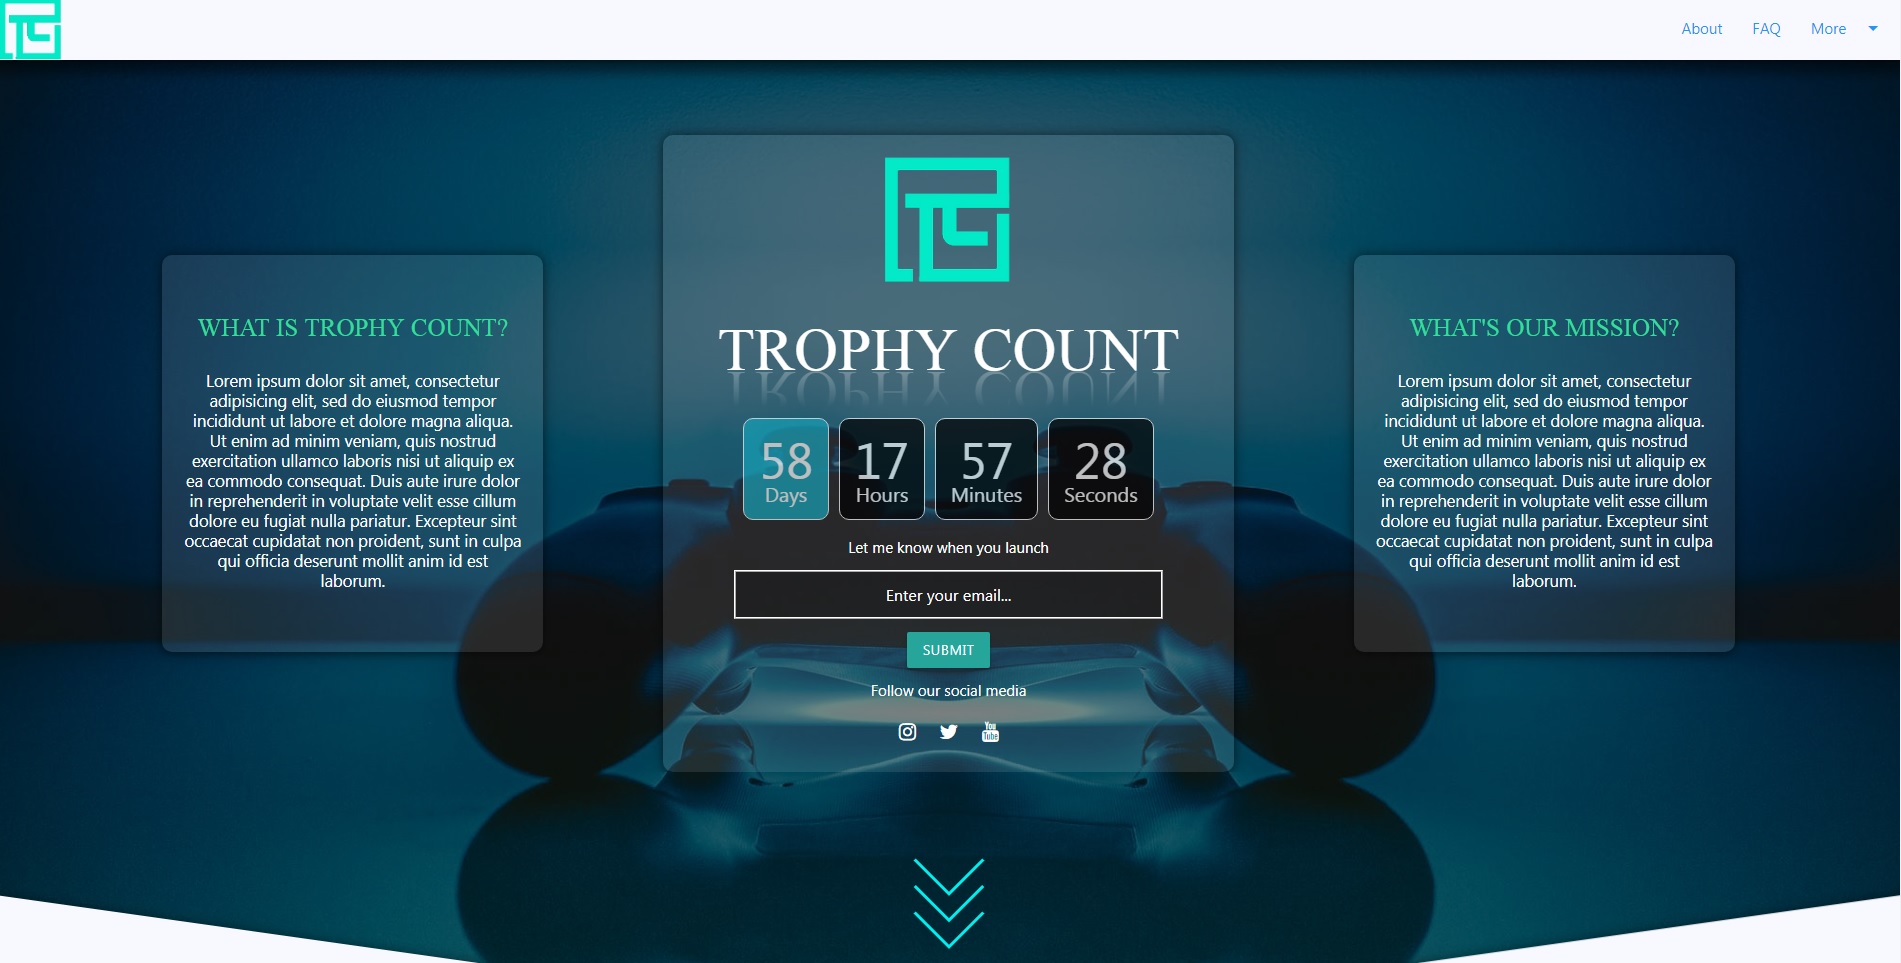 About FAQ More
WHAT IS TROPHY COUNT?
Lorem ipsum dolor sit amet, consectetur
adipisicing elit, sed do eiusmod tempor
incididunt ut labore et dolore magna aliqua.
Ut enim ad minim veniam, quis nostrud
exercitation ullamco laboris nisi ut aliquip ex
ea commodo consequat. Duis aute irure dolor
in reprehenderit in voluptate velit esse cillum
dolore eu fugiat nulla pariatur. Excepteur sint
occaecat cupidatat non proident, sunt in culpa
qui officia deserunt mollit anim id est
laborum.
TROPHY COUNT
58 17 57 28
Days Hours Minutes Seconds
Let me know when you launch
Enter your email...
SUBMIT
Follow our social media
You
Tube
WHAT'S OUR MISSION?
Lorem ipsum dolor sit amet, consectetur
adipisicing elit, sed do eiusmod tempor
incididunt ut labore et dolore magna aliqua.
Ut enim ad minim veniam, quis nostrud
exercitation ullamco laboris nisi ut aliquip ex
ea commodo consequat. Duis aute irure dolor
in reprehenderit in voluptate velit esse cillum
dolore eu fugiat nulla pariatur. Excepteur sint
occaecat cupidatat non proident, sunt in culpa
qui officia deserunt mollit anim id est
laborum.